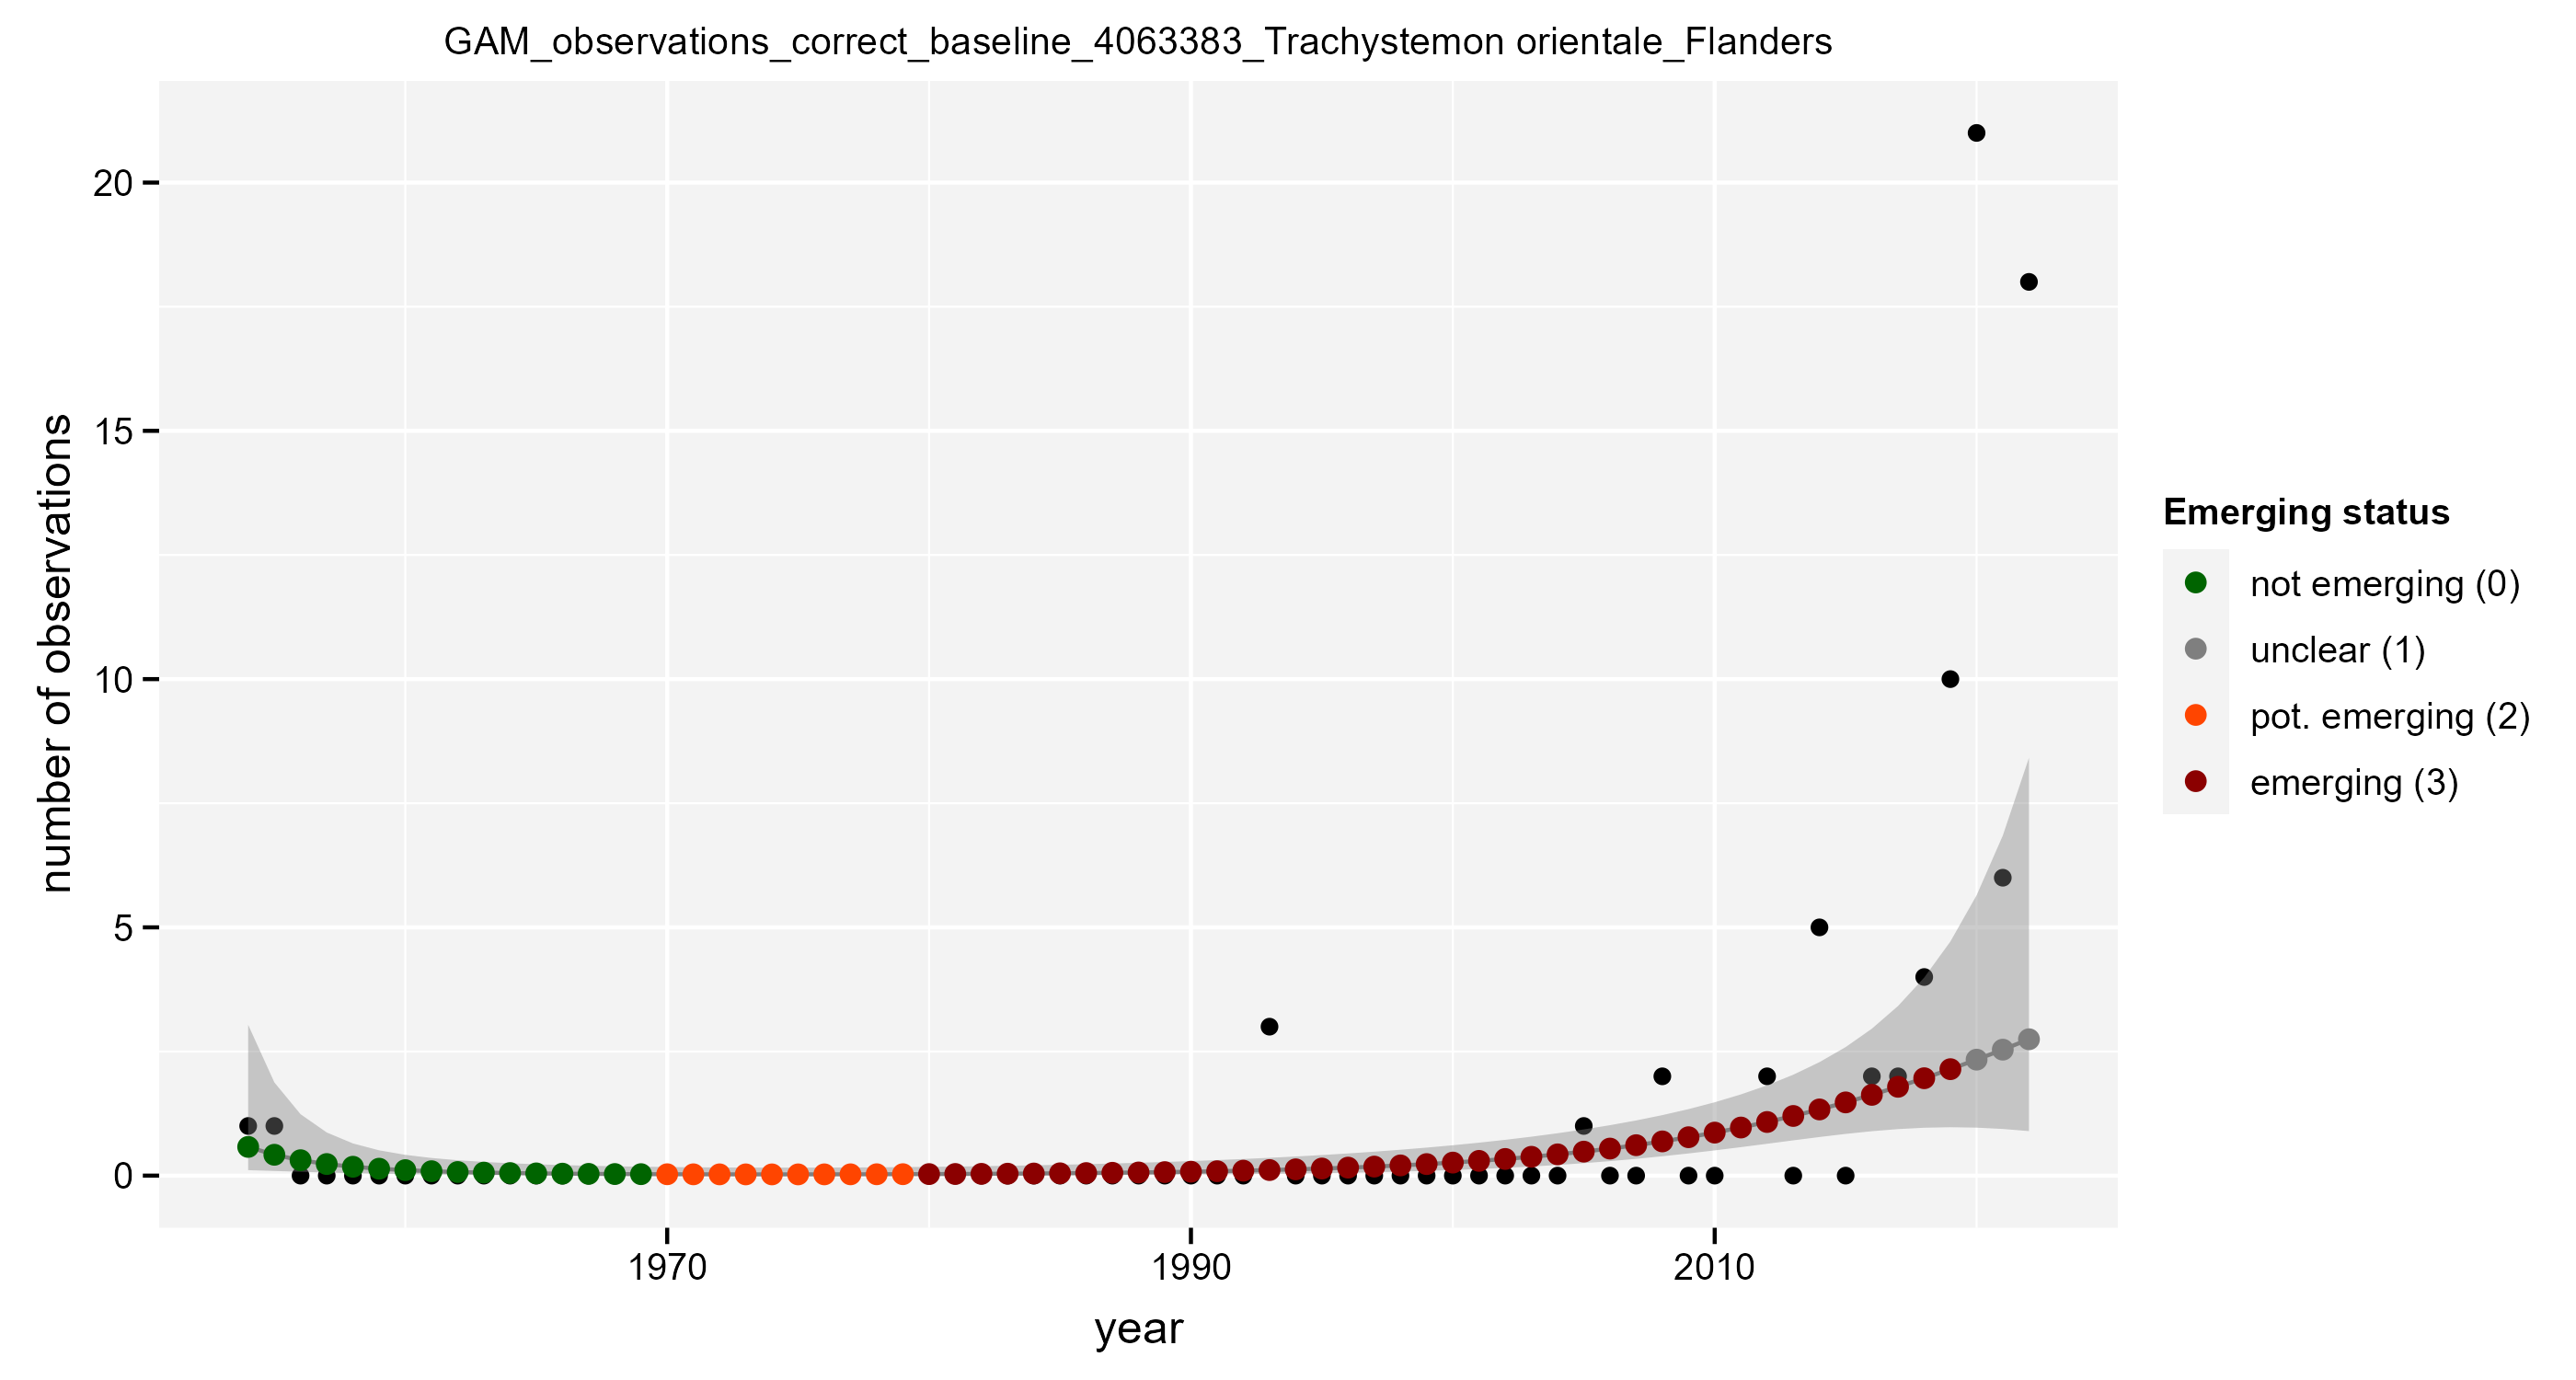 GAM_observations_correct_baseline_4063383_Trachystemon orientale_Flanders
number of observations
20
15
10
5
0
1970
1990
2010
year
Emerging status
not emerging (0)
unclear (1)
pot. emerging (2)
emerging (3)